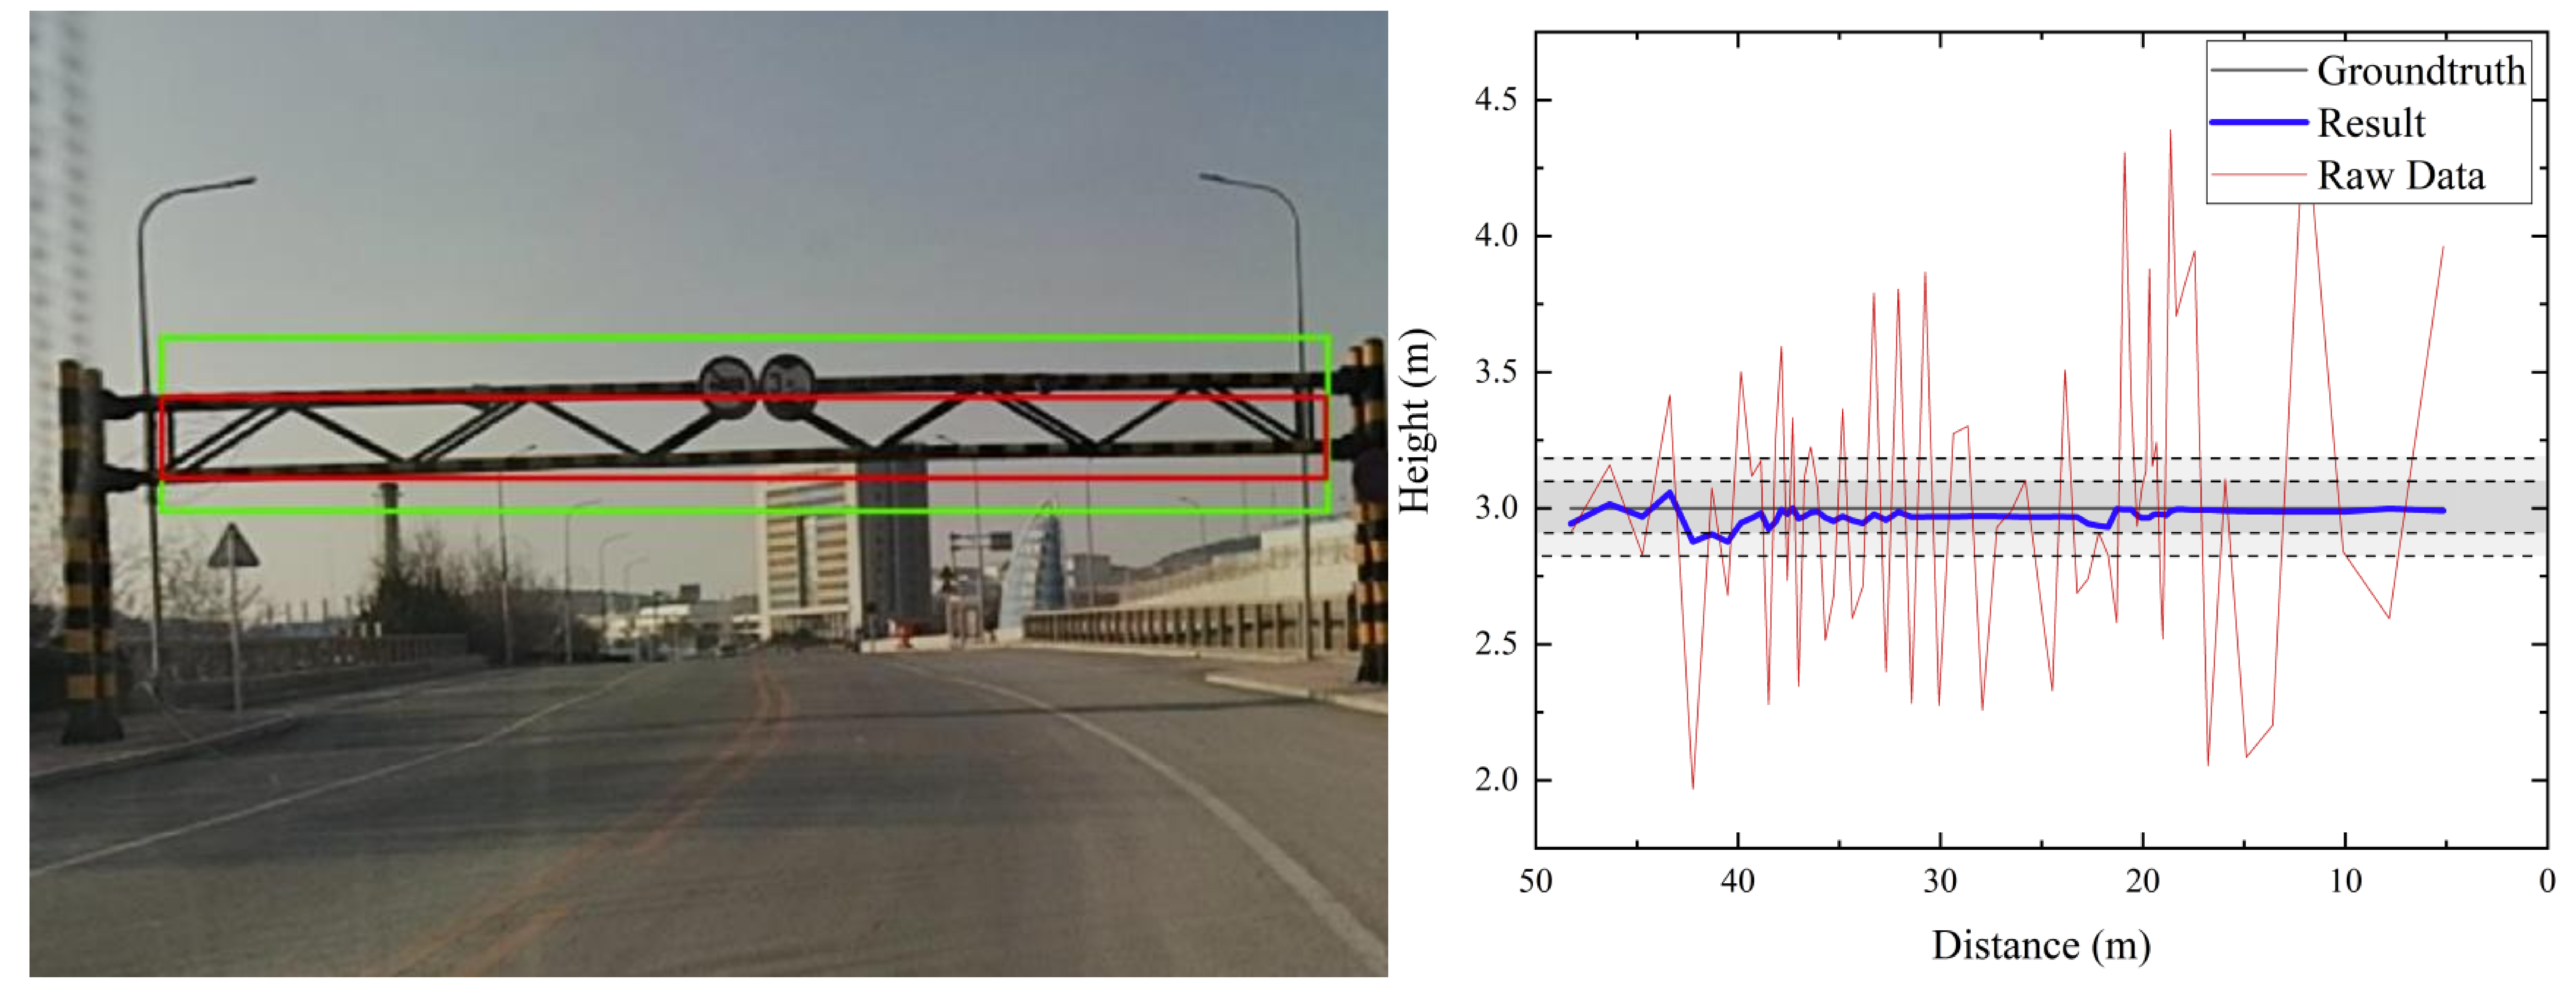 Groundtruth
Result
Raw Data
4.5
4.0
3.5
3.0
2.5
2.0
Height (m)
50 40 30 20 10 0
Distance (m)